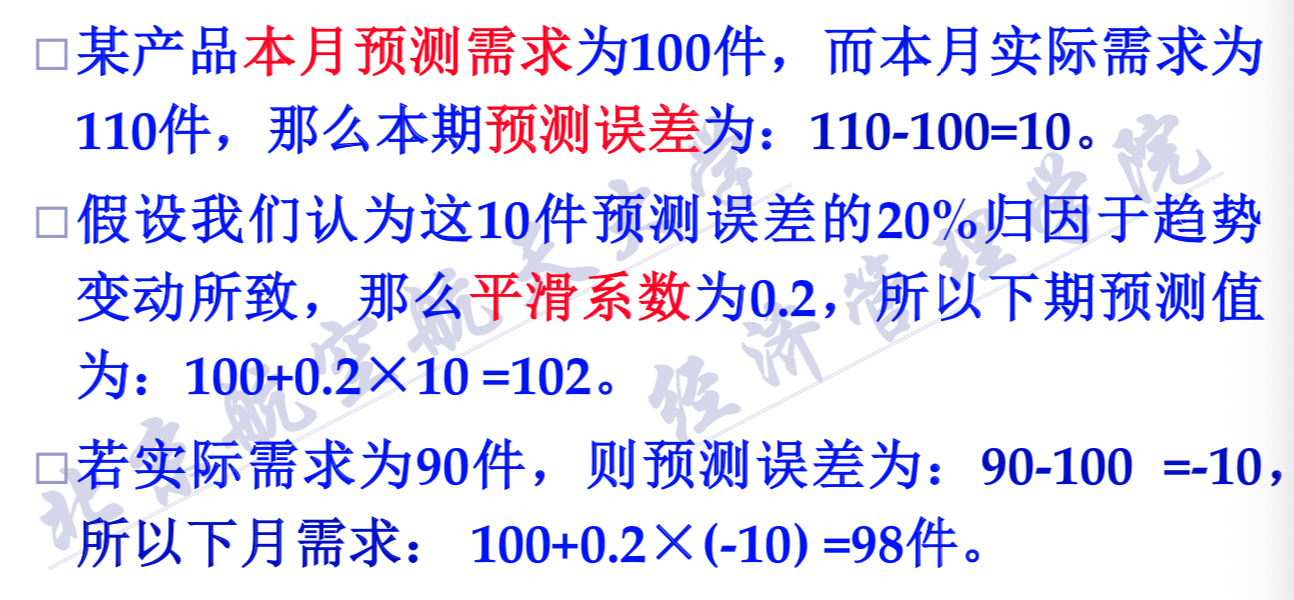 □某产品本月预测需求为100件，而本月实际需求为
110件，那么本期预测误差为：110-100=10。
□假设我们认为这10件预测误差的20%归因于趋势
变动所致，那么平滑系数为0.2，所以下期预测值
为：100+0.2×10 =102。
□若实际需求为90件，则预测误差为：90-100 =-10，
所以下月需求： 100+0.2×(-10) =98件。
北京航空航天大学
经济管理学院